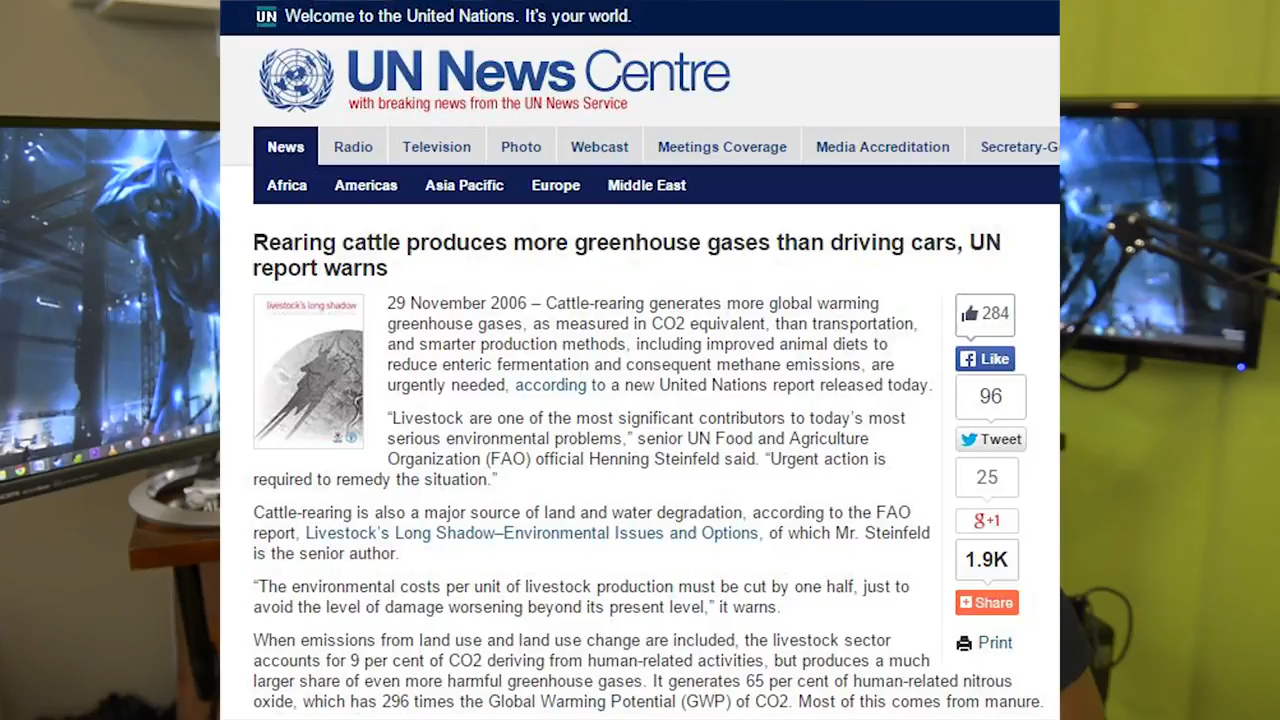 UN Welcome to the United Nations. It's your world.
UN News Centre
with breaking news from the UN News Service
News Radio Television Photo Webcast Meetings Coverage Media Accreditation Secretary-G
Africa Americas Asia Pacific Europe Middle East
Rearing cattle produces more greenhouse gases than driving cars, UN
report warns
livestock's long shadow
29 November 2006 – Cattle-rearing generates more global warming
greenhouse gases, as measured in CO2 equivalent, than transportation,
and smarter production methods, including improved animal diets to
reduce enteric fermentation and consequent methane emissions, are
urgently needed, according to a new United Nations report released today.
“Livestock are one of the most significant contributors to today’s most
serious environmental problems,” senior UN Food and Agriculture
Organization (FAO) official Henning Steinfeld said. “Urgent action is
required to remedy the situation.”
Cattle-rearing is also a major source of land and water degradation, according to the FAO
report, Livestock’s Long Shadow–Environmental Issues and Options, of which Mr. Steinfeld
is the senior author.
“The environmental costs per unit of livestock production must be cut by one half, just to
avoid the level of damage worsening beyond its present level,” it warns.
When emissions from land use and land use change are included, the livestock sector
accounts for 9 per cent of CO2 deriving from human-related activities, but produces a much
larger share of even more harmful greenhouse gases. It generates 65 per cent of human-related nitrous
oxide, which has 296 times the Global Warming Potential (GWP) of CO2. Most of this comes from manure.
284
Like
96
Tweet
25
g+1
1.9K
Share
Print